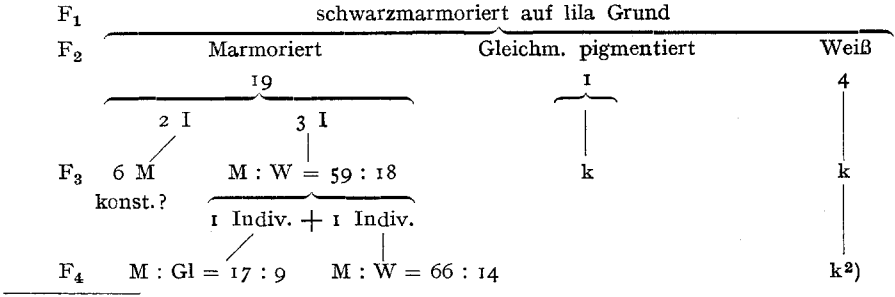 F₁ schwarzmarmoriert auf lila Grund
F₂ Marmoriert Gleichm. pigmentiert Weiß
19 1 4
2 I 3 I
F₃ 6 M M : W = 59 : 18 k k
konst.?
1 Indiv. + 1 Indiv.
F₄ M : Gl = 17 : 9 M : W = 66 : 14 k²)